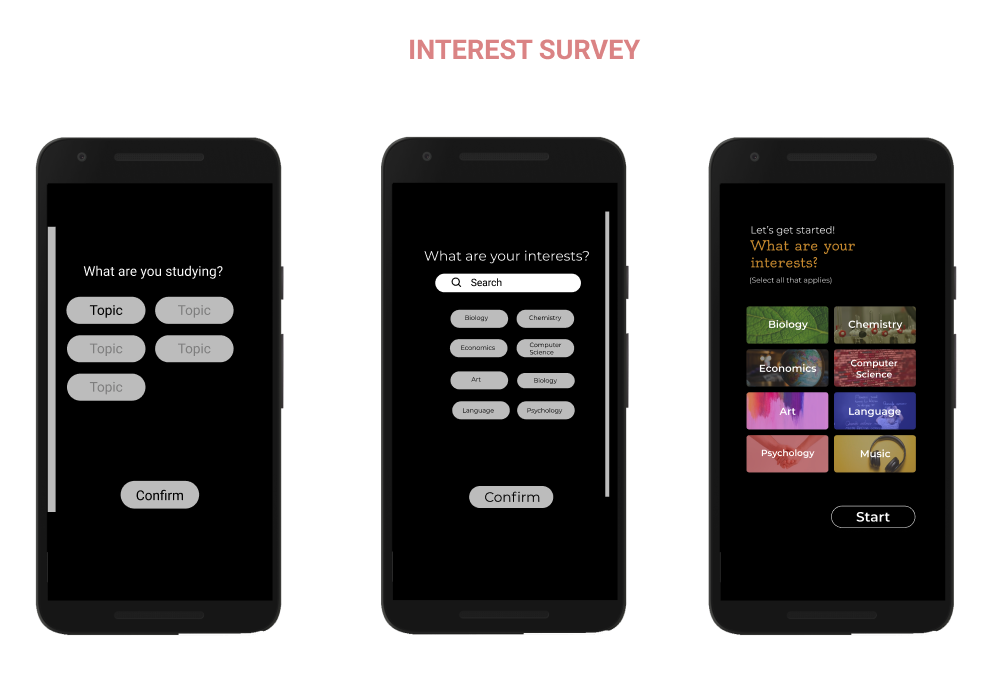 INTEREST SURVEY
What are you studying?
Topic
Topic
Topic
Topic
Topic
Confirm
What are your interests?
Search
Biology
Chemistry
Economics
Computer
Science
Art
Biology
Language
Psychology
Confirm
Let's get started!
What are your
interests?
(Select all that applies)
Biology
Chemistry
Economics
Computer
Science
Art
Language
Psychology
Music
Start